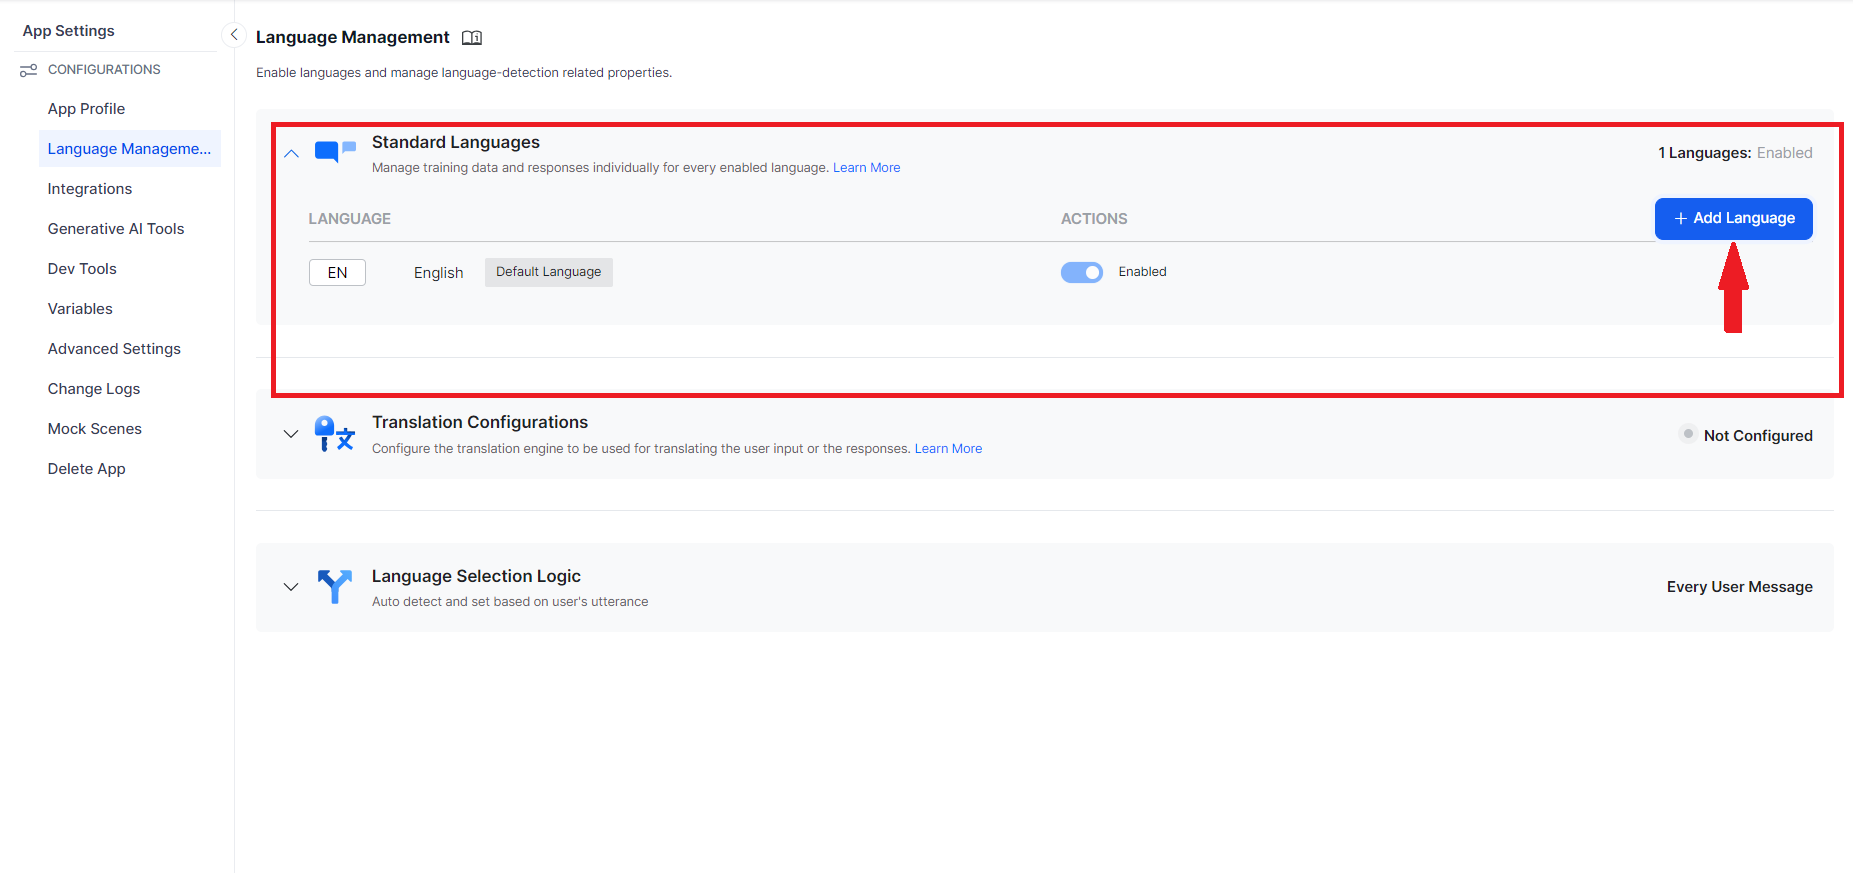 App Settings
CONFIGURATIONS
App Profile
Language Manageme...
Integrations
Generative AI Tools
Dev Tools
Variables
Advanced Settings
Change Logs
Mock Scenes
Delete App
Language Management
Enable languages and manage language-detection related properties.
Standard Languages
Manage training data and responses individually for every enabled language. Learn More
1 Languages: Enabled
LANGUAGE ACTIONS
+ Add Language
EN English Default Language Enabled
Translation Configurations
Configure the translation engine to be used for translating the user input or the responses. Learn More
Not Configured
Language Selection Logic
Auto detect and set based on user's utterance
Every User Message